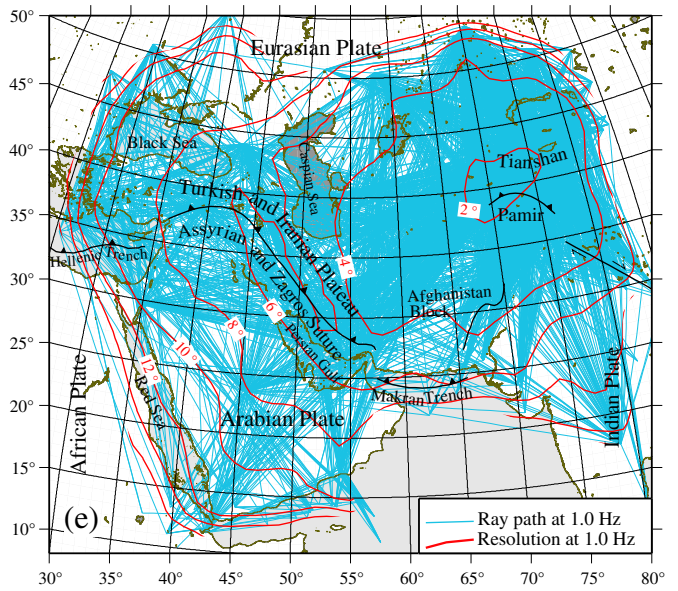 50°
Eurasian Plate
45°
Black Sea
Caspian Sea
Tianshan
40°
Turkish and Iranian Plateau
2°
Pamir
35°
Assyrian and Zagros Suture
Hellenic Trench
4°
30°
6°
Afghanistan
Block
8°
Persian Gulf
25°
10°
12°
Makran Trench
Red Sea
African Plate
Indian Plate
20°
Arabian Plate
15°
(e)
Ray path at 1.0 Hz
10°
Resolution at 1.0 Hz
30° 35° 40° 45° 50° 55° 60° 65° 70° 75° 80°